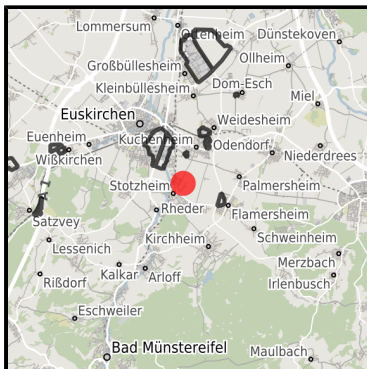 Lommersum
Ottenheim
Dünstekoven
Großbüllesheim
Ollheim
Kleinbüllesheim
Dom-Esch
Miel
Euskirchen
Weidesheim
Euenheim
Kuchenheim
Odendorf
Wißkirchen
Niederdrees
Stotzheim
Palmersheim
Satzvey
Rheder
Flamersheim
Lessenich
Kirchheim
Schweinheim
Merzbach
Rißdorf
Kalkar
Arloff
Irlenbusch
Eschweiler
Bad Münstereifel
Maulbach